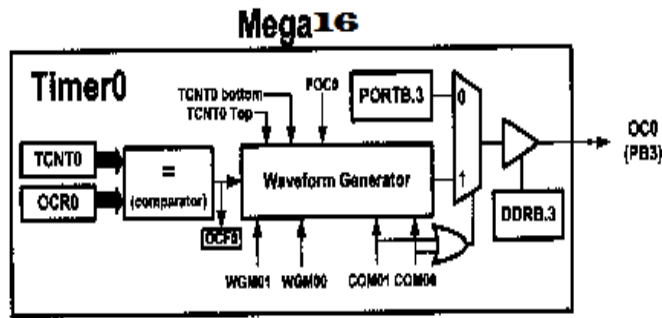 Mega16
Timer0
TCNT0 bottom
TCNT0 Top
FOC0
PORTB.3
0
OC0
(PB3)
TCNT0
OCR0
=
(comparator)
Waveform Generator
1
DDRB.3
OCF0
WGM01
WGM00
COM01
COM00